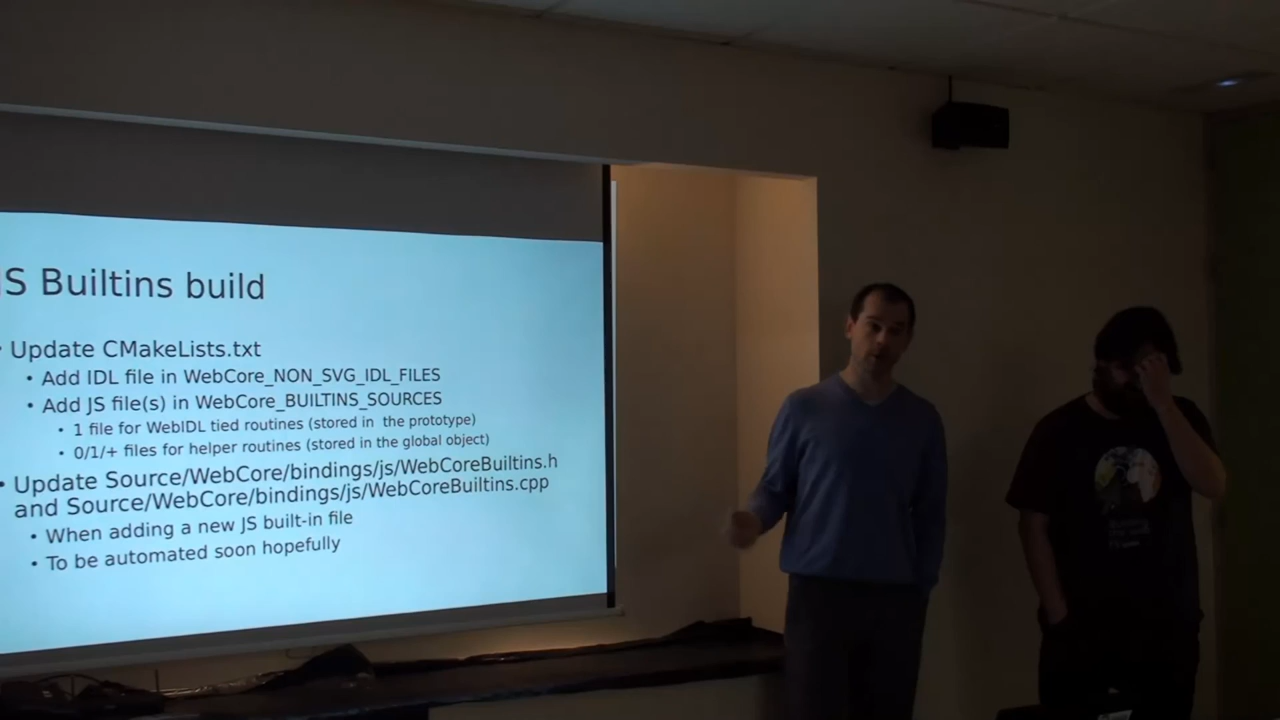 JS Builtins build
• Update CMakeLists.txt
• Add IDL file in WebCore_NON_SVG_IDL_FILES
• Add JS file(s) in WebCore_BUILTINS_SOURCES
• 1 file for WebIDL tied routines (stored in the prototype)
• 0/1/+ files for helper routines (stored in the global object)
• Update Source/WebCore/bindings/js/WebCoreBuiltins.h
and Source/WebCore/bindings/js/WebCoreBuiltins.cpp
• When adding a new JS built-in file
• To be automated soon hopefully